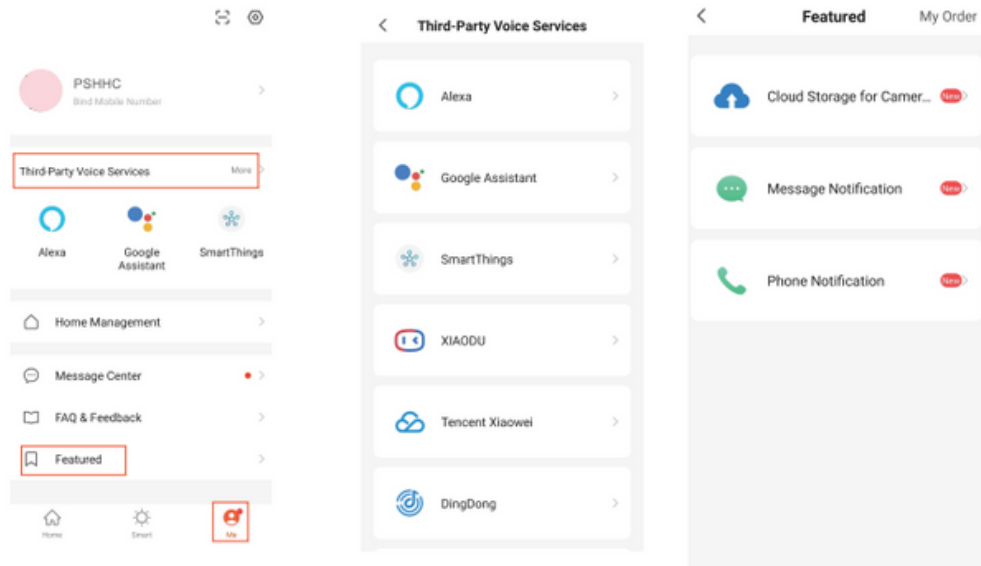 PSHHC
Bind Mobile Number
Third-Party Voice Services More
Alexa
Google
Assistant
SmartThings
Home Management
Message Center
FAQ & Feedback
Featured
Home
Smart
Me
Third-Party Voice Services
Alexa
Google Assistant
SmartThings
XIAODU
Tencent Xiaowei
DingDong
Featured My Order
Cloud Storage for Camer... New
Message Notification New
Phone Notification New